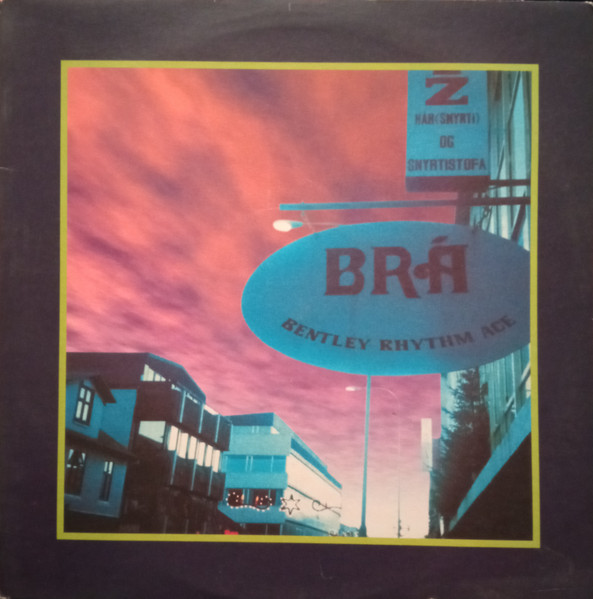 Z
HÁR(SNYRTI)
OG
SNYRTISTOFA
BRÁ
BENTLEY RHYTHM ACE